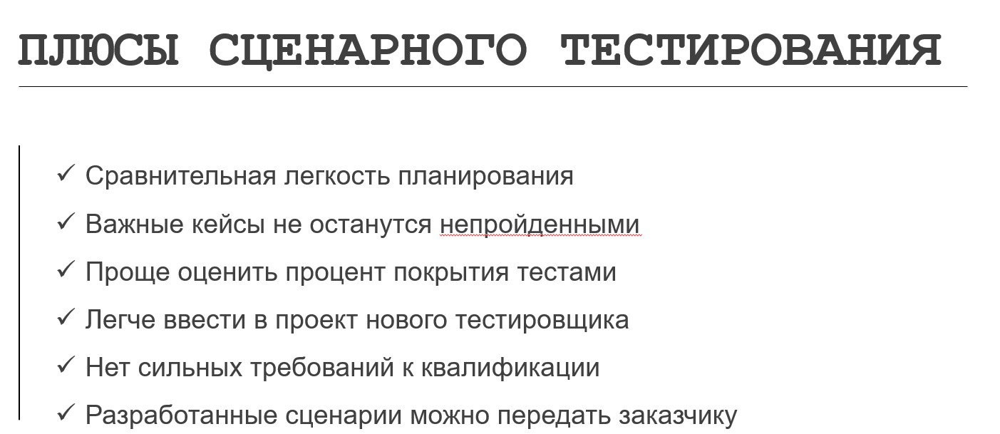 ПЛЮСЫ СЦЕНАРНОГО ТЕСТИРОВАНИЯ
✓ Сравнительная легкость планирования
✓ Важные кейсы не останутся непройденными
✓ Проще оценить процент покрытия тестами
✓ Легче ввести в проект нового тестировщика
✓ Нет сильных требований к квалификации
✓ Разработанные сценарии можно передать заказчику